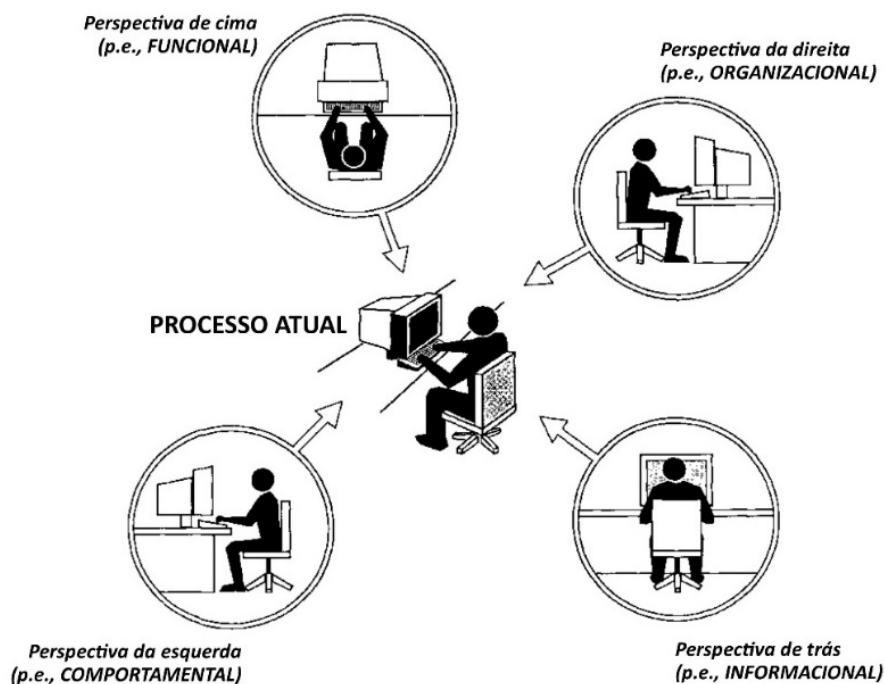 Perspectiva de cima
(p.e., FUNCIONAL)
Perspectiva da direita
(p.e., ORGANIZACIONAL)
PROCESSO ATUAL
Perspectiva da esquerda
(p.e., COMPORTAMENTAL)
Perspectiva de trás
(p.e., INFORMACIONAL)